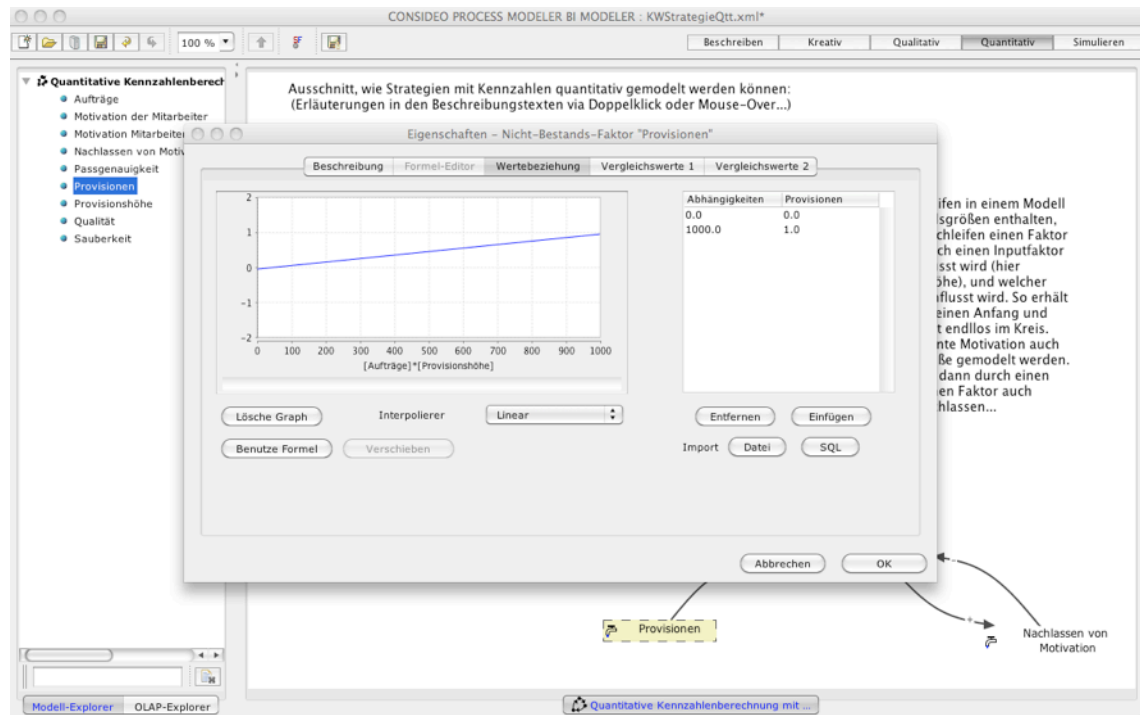 CONSIDEO PROCESS MODELER BI MODELER : KWStrategieQtt.xml*
100 %
Beschreiben Kreativ Qualitativ Quantitativ Simulieren
Quantitative Kennzahlenberech
Aufträge
Motivation der Mitarbeiter
Motivation Mitarbeiter
Nachlassen von Motiv
Passgenauigkeit
Provisionen
Provisionshöhe
Qualität
Sauberkeit
Ausschnitt, wie Strategien mit Kennzahlen quantitativ gemodelt werden können:
(Erläuterungen in den Beschreibungstexten via Doppelklick oder Mouse-Over...)
Eigenschaften – Nicht-Bestands-Faktor "Provisionen"
Beschreibung Formel-Editor Wertebeziehung Vergleichswerte 1 Vergleichswerte 2
2
1
0
-1
-2
0 100 200 300 400 500 600 700 800 900 1000
[Aufträge]*[Provisionshöhe]
Abhängigkeiten Provisionen
0.0 0.0
1000.0 1.0
Lösche Graph Interpolierer Linear
Benutze Formel Verschieben
Entfernen Einfügen
Import Datei SQL
Abbrechen OK
ifen in einem Modell
sgrößen enthalten,
chleifen einen Faktor
ch einen Inputfaktor
sst wird (hier
öhe), und welcher
flusst wird. So erhält
einen Anfang und
t endllos im Kreis.
nte Motivation auch
ße gemodelt werden.
dann durch einen
en Faktor auch
hlassen...
Provisionen
Nachlassen von
Motivation
Modell-Explorer OLAP-Explorer
Quantitative Kennzahlenberechnung mit ...